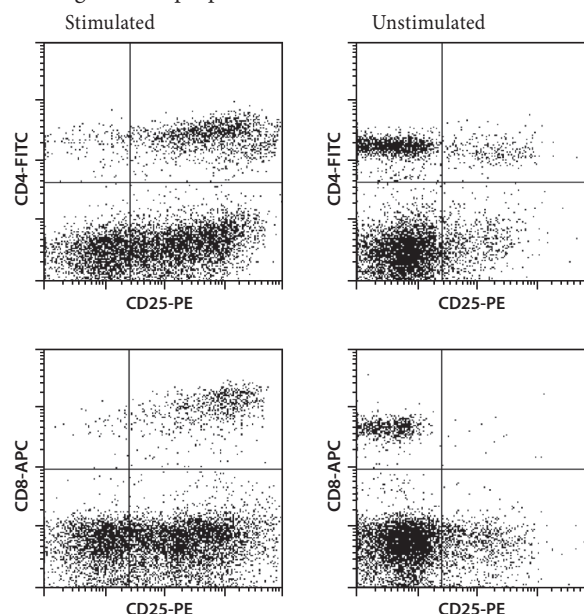 Stimulated Unstimulated
CD4-FITC CD4-FITC
CD25-PE CD25-PE
CD8-APC CD8-APC
CD25-PE CD25-PE